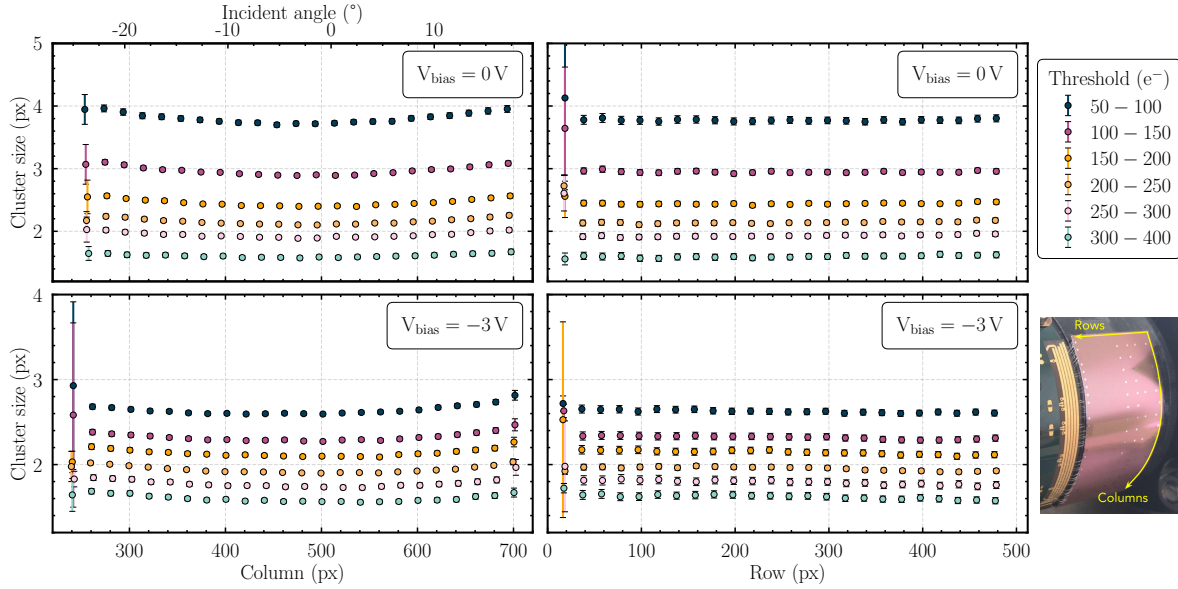 Incident angle (°)
−20 −10 0 10
5
4
3
2
Cluster size (px)
V_bias = 0 V
V_bias = 0 V
Threshold (e⁻)
50 − 100
100 − 150
150 − 200
200 − 250
250 − 300
300 − 400
4
3
2
Cluster size (px)
V_bias = −3 V
V_bias = −3 V
Rows
Columns
300 400 500 600 700
0 100 200 300 400 500
Column (px)
Row (px)